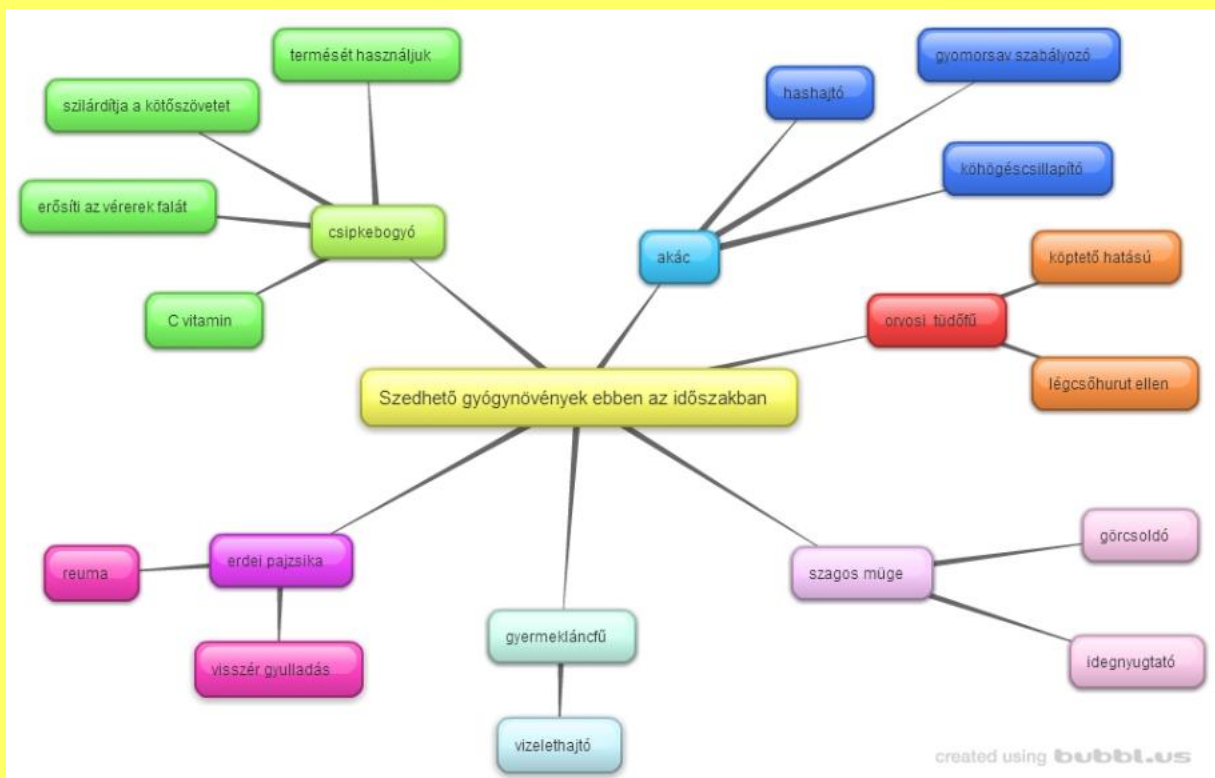 termését használjuk
szilárdítja a kötőszövetet
erősíti az vérerek falát
C vitamin
csipkebogyó
hashajtó
gyomorsav szabályozó
köhögéscsillapító
akác
orvosi tüdőfű
köptető hatású
légcsőhurut ellen
Szedhető gyógynövények ebben az időszakban
reuma
erdei pajzsika
visszér gyulladás
gyermekláncfű
vizelethajtó
szagos müge
görcsoldó
idegnyugtató
created using bubbl.us